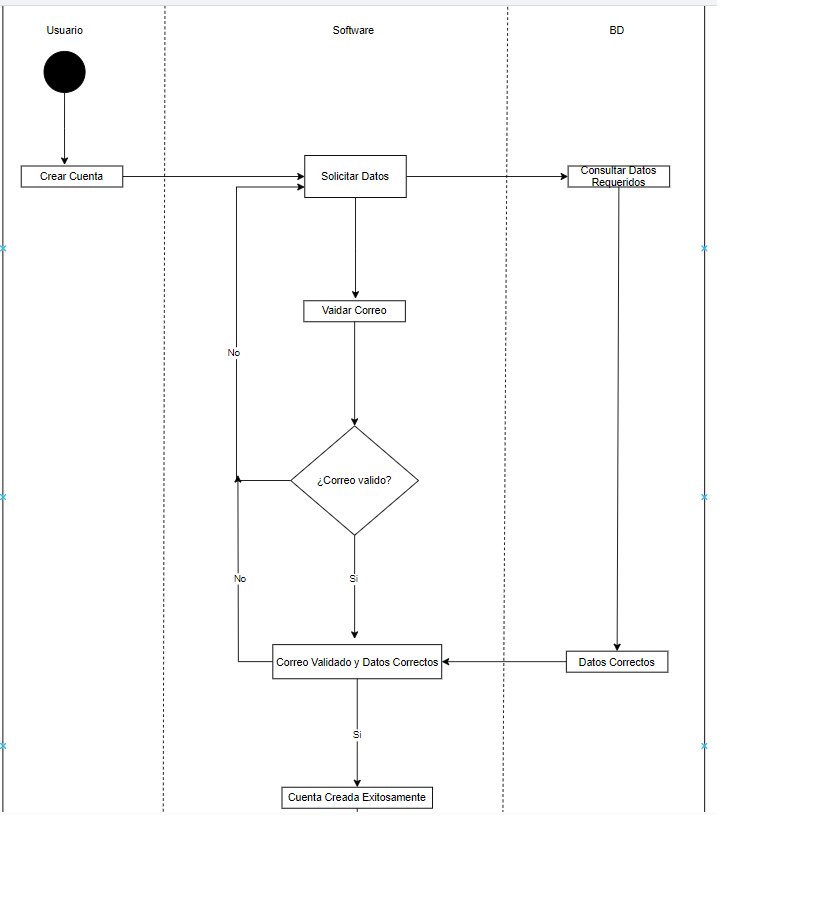 Usuario
Software
BD
Crear Cuenta
Solicitar Datos
Consultar Datos
Requeridos
Vaidar Correo
No
¿Correo valido?
No
Si
Correo Validado y Datos Correctos
Datos Correctos
Si
Cuenta Creada Exitosamente